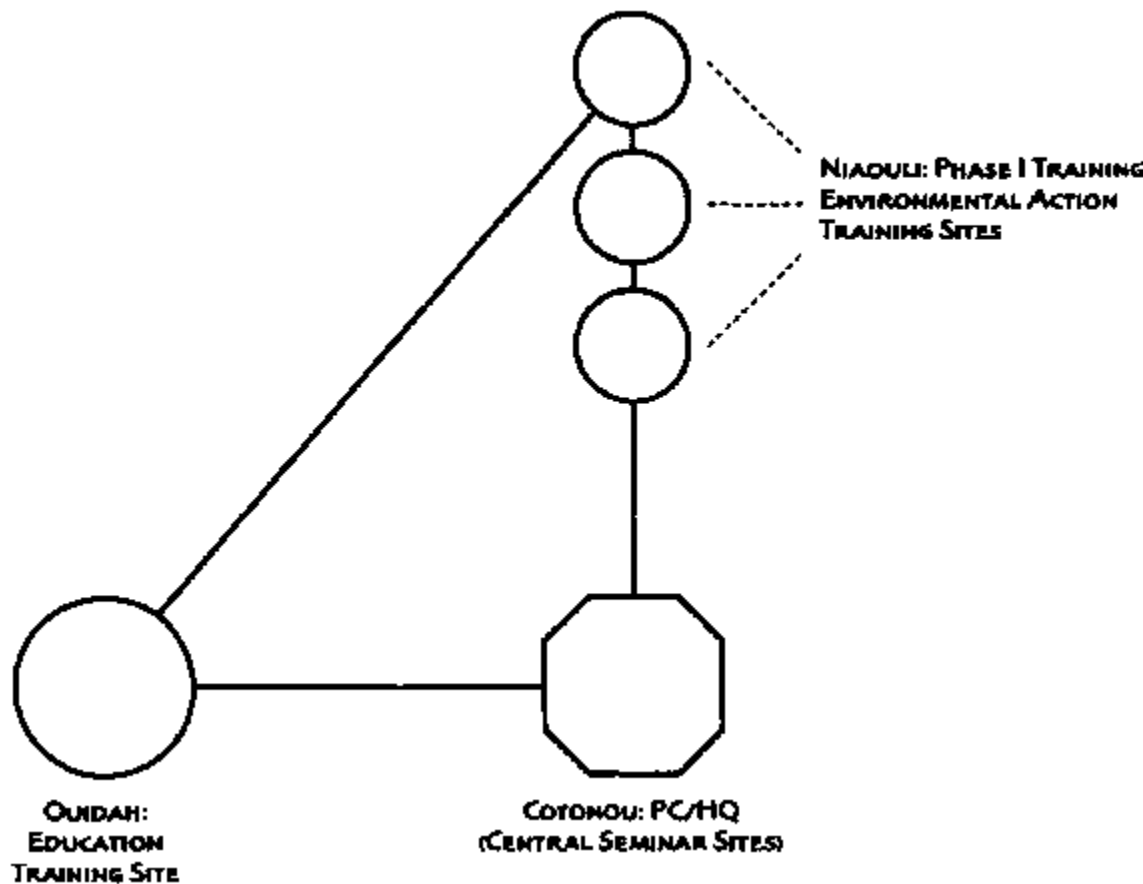 NIAOULI: PHASE I TRAINING
ENVIRONMENTAL ACTION
TRAINING SITES
OUIDAH:
EDUCATION
TRAINING SITE
COTONOU: PC/HQ
(CENTRAL SEMINAR SITES)